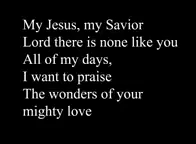 My Jesus, my Savior
Lord there is none like you
All of my days,
I want to praise
The wonders of your
mighty love